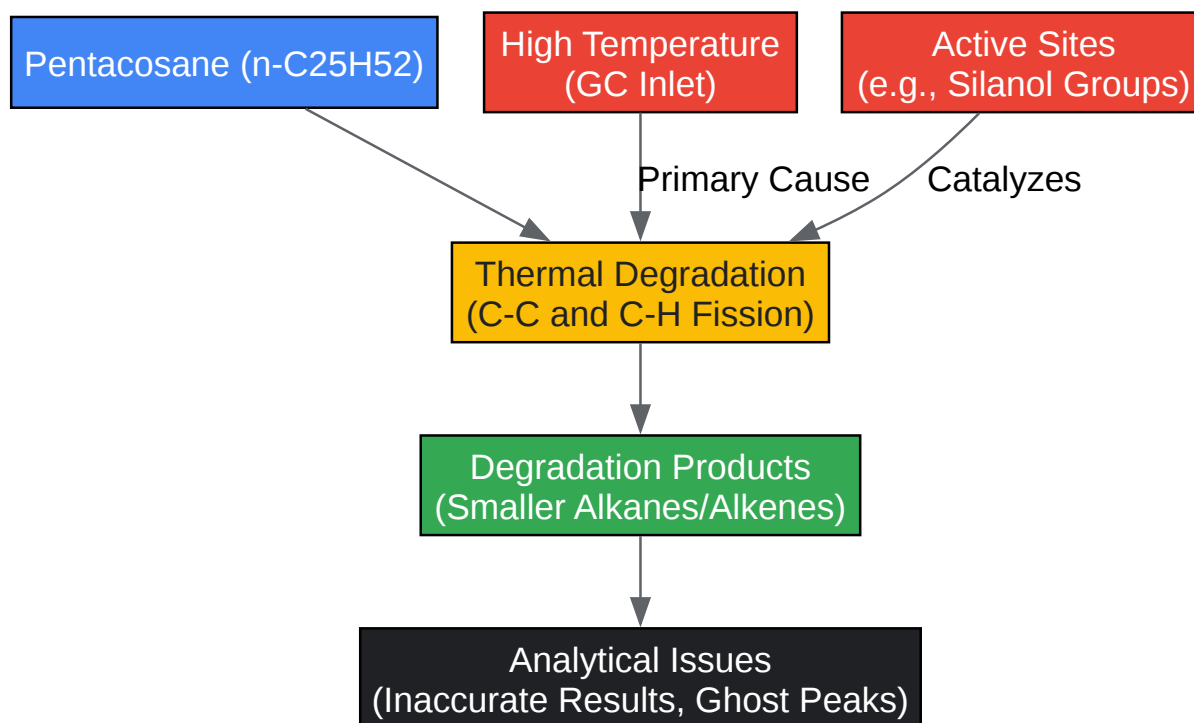 Pentacosane (n-C25H52)
High Temperature
(GC Inlet)
Active Sites
(e.g., Silanol Groups)
Primary Cause
Catalyzes
Thermal Degradation
(C-C and C-H Fission)
Degradation Products
(Smaller Alkanes/Alkenes)
Analytical Issues
(Inaccurate Results, Ghost Peaks)